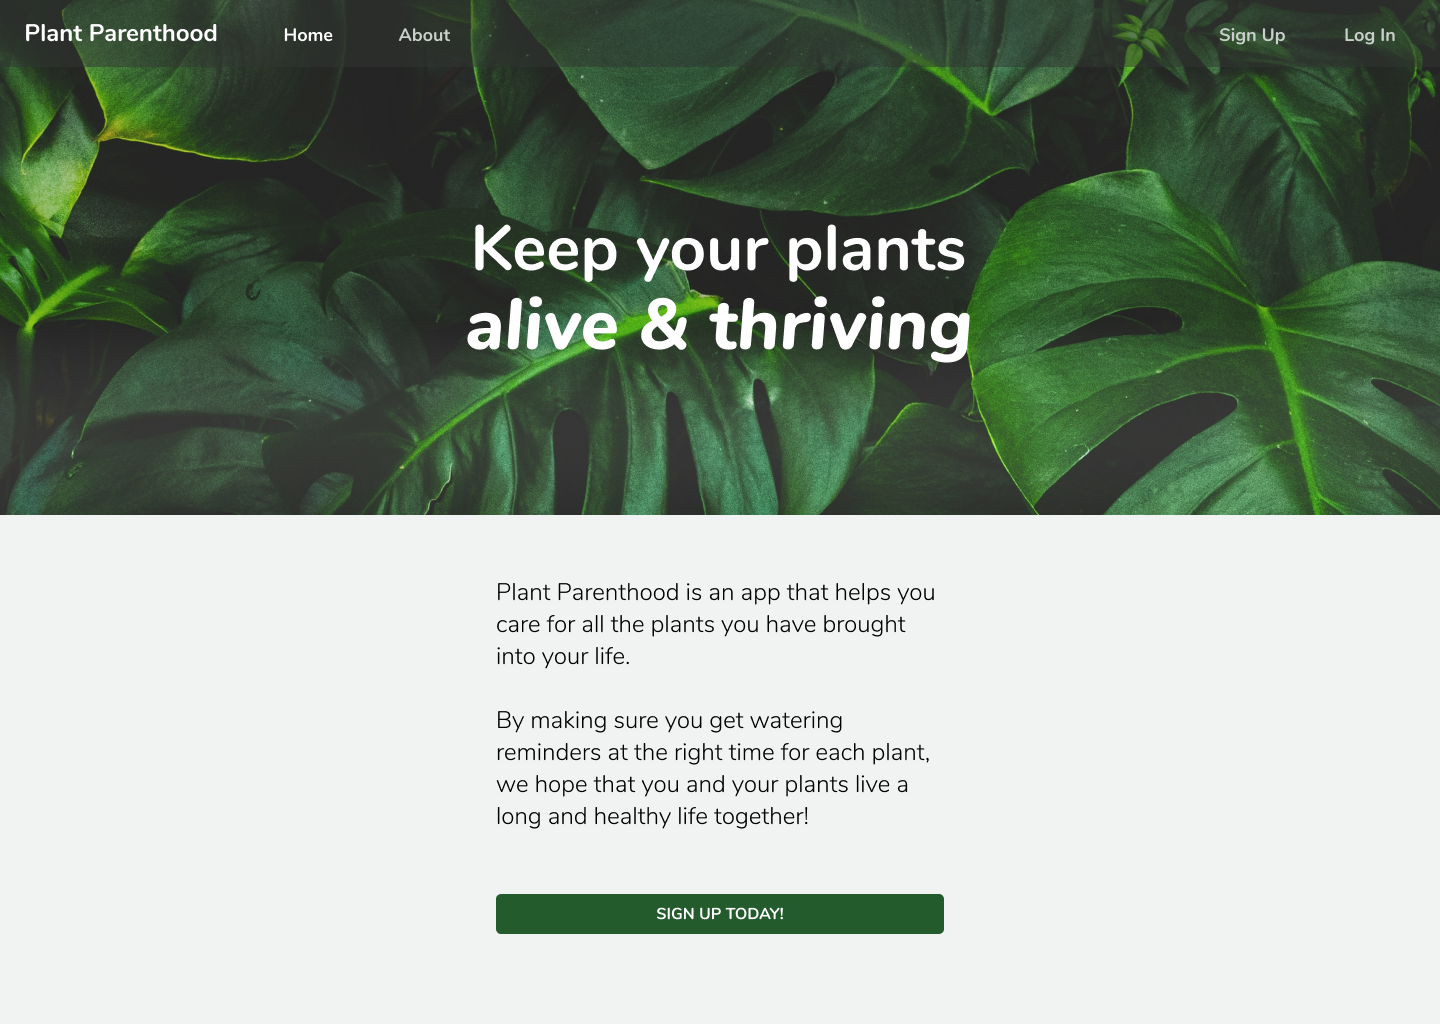 Plant Parenthood Home About Sign Up Log In
Keep your plants
alive & thriving
Plant Parenthood is an app that helps you
care for all the plants you have brought
into your life.
By making sure you get watering
reminders at the right time for each plant,
we hope that you and your plants live a
long and healthy life together!
SIGN UP TODAY!